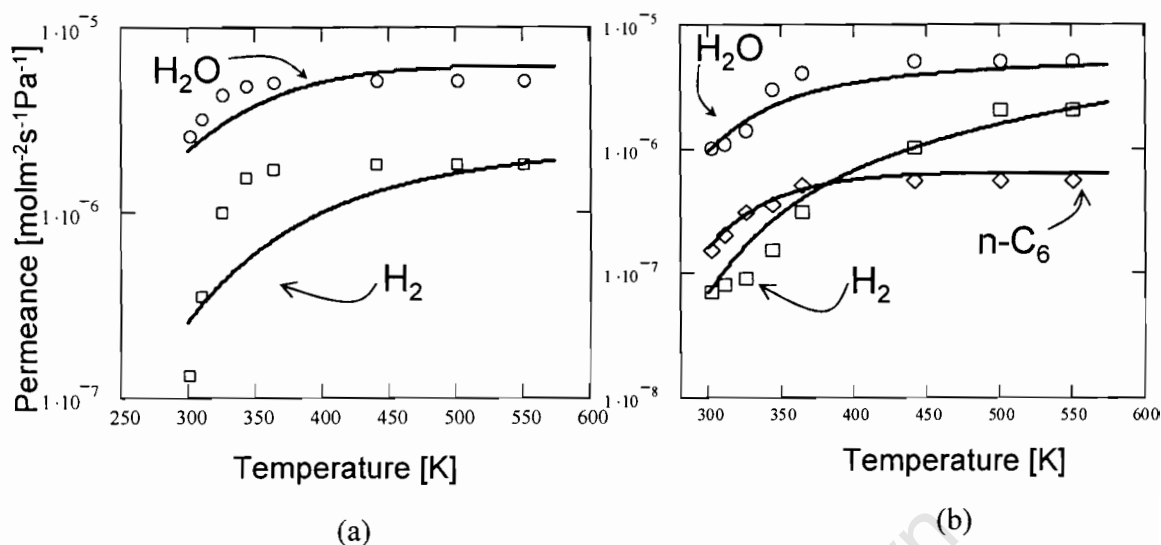 Permeance [molm⁻²s⁻¹Pa⁻¹]
1·10⁻⁵
1·10⁻⁶
1·10⁻⁷
H₂O
H₂
250 300 350 400 450 500 550 600
Temperature [K]
(a)
1·10⁻⁵
1·10⁻⁶
1·10⁻⁷
1·10⁻⁸
H₂O
n-C₆
H₂
300 350 400 450 500 550 600
Temperature [K]
(b)